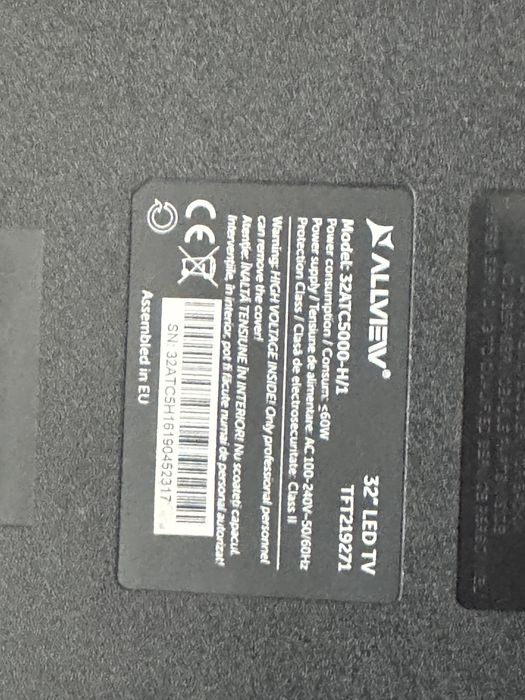 ALLVIEW®
32" LED TV
Model: 32ATC5000-H/1
TFT219271
Power consumption / Consum: ≤60W
Power supply / Tensiune de alimentare: AC 100-240V~50/60Hz
Protection Class / Clasă de electrosecuritate: Class II
Warning: HIGH VOLTAGE INSIDE! Only professional personnel
can remove the cover!
Atenție: ÎNALTĂ TENSIUNE ÎN INTERIOR! Nu scoateți capacul.
Intervențiile, în interior, pot fi făcute numai de personal autorizat!
CE
SN: 32ATC5H16190452317
Assembled in EU